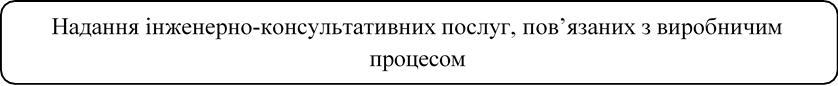 Надання інженерно-консультативних послуг, пов’язаних з виробничим
процесом